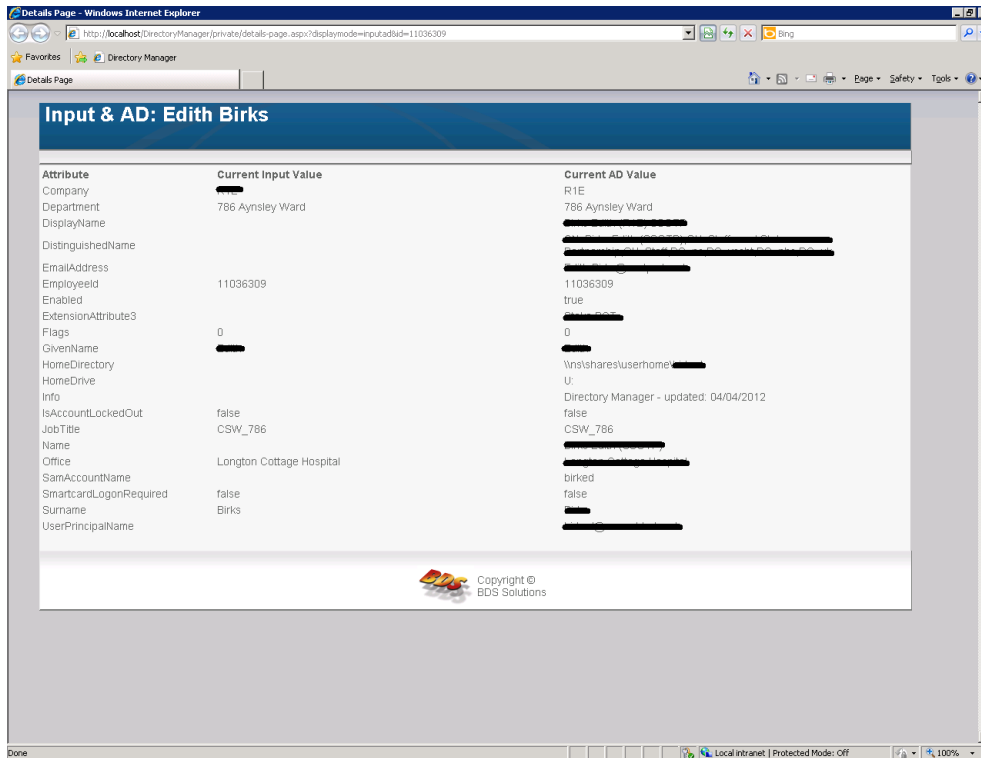 Details Page - Windows Internet Explorer
http://localhost/DirectoryManager/private/details-page.aspx?displaymode=inputad&id=11036309
Bing
Favorites Directory Manager
Details Page
Page Safety Tools
Input & AD: Edith Birks
Attribute Current Input Value Current AD Value
Company R1E
Department 786 Aynsley Ward 786 Aynsley Ward
DisplayName
DistinguishedName
EmailAddress
EmployeeId 11036309 11036309
Enabled true
ExtensionAttribute3
Flags 0 0
GivenName
HomeDirectory \\ns\shares\userhome\
HomeDrive U:
Info Directory Manager - updated: 04/04/2012
IsAccountLockedOut false false
JobTitle CSW_786 CSW_786
Name
Office Longton Cottage Hospital
SamAccountName birked
SmartcardLogonRequired false false
Surname Birks
UserPrincipalName
BDS Copyright ©
BDS Solutions
Done Local intranet | Protected Mode: Off 100%